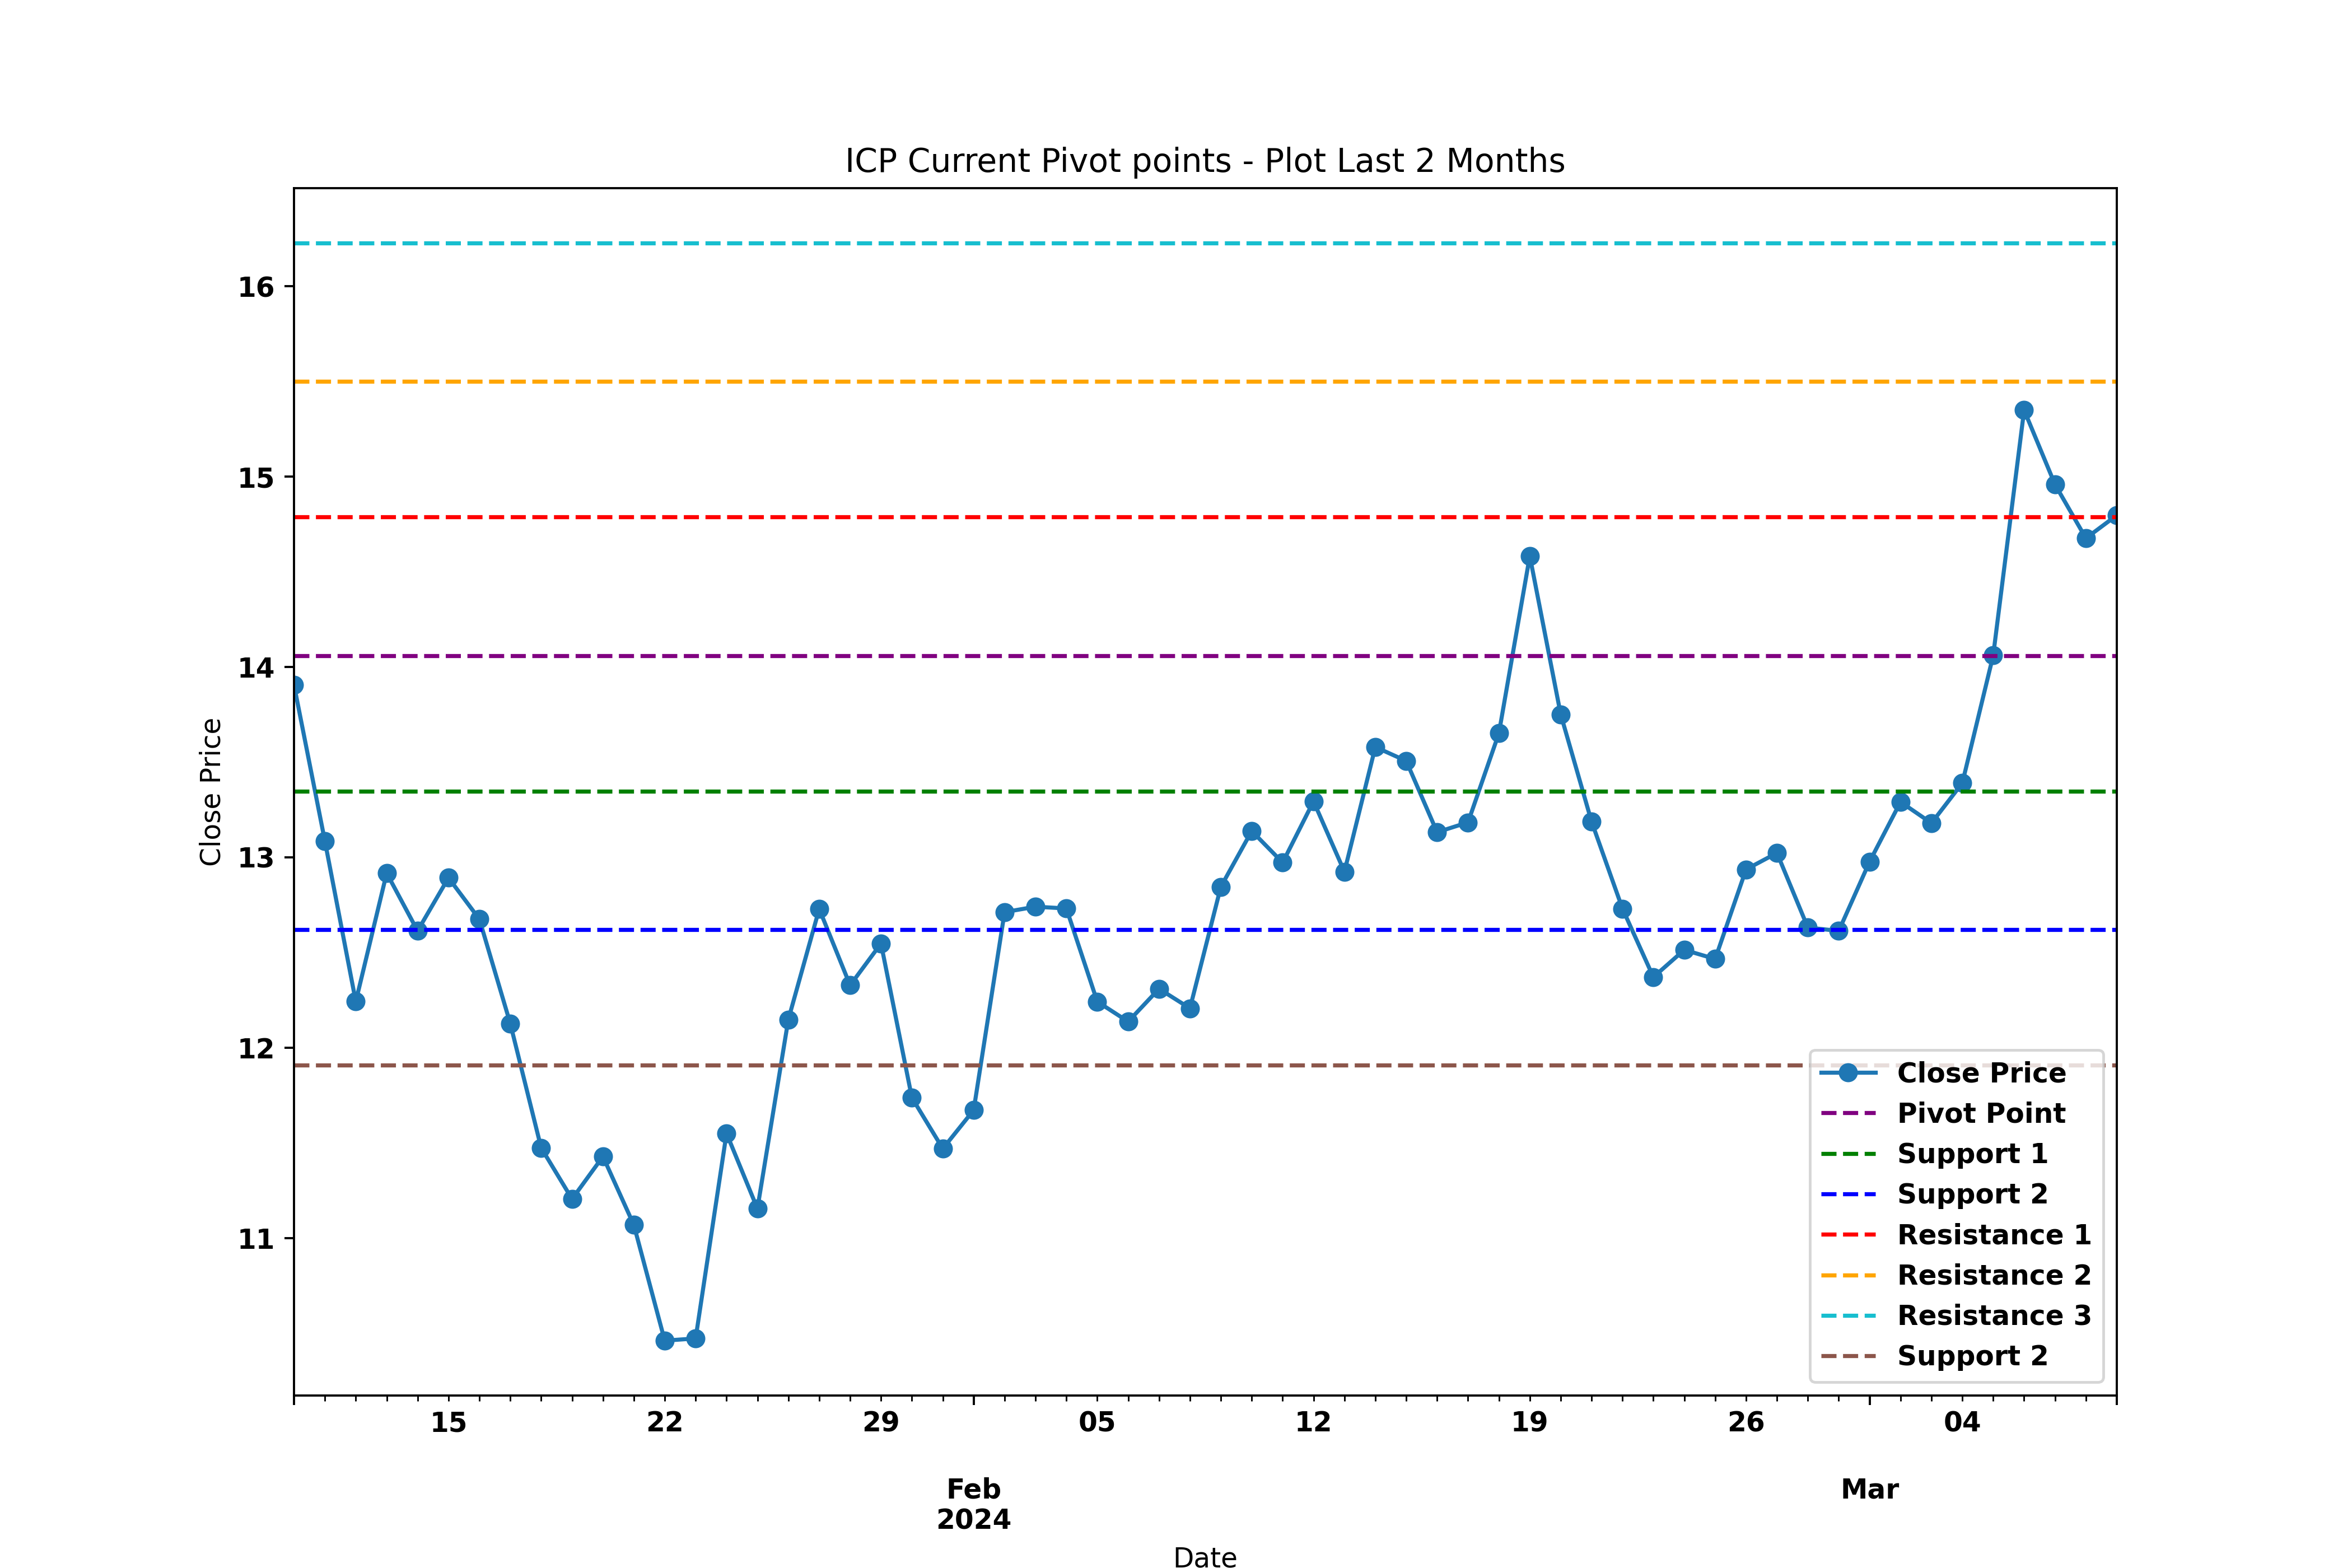 ICP Current Pivot points - Plot Last 2 Months
16
15
14
13
12
11
Close Price
Close Price
Pivot Point
Support 1
Support 2
Resistance 1
Resistance 2
Resistance 3
Support 2
15 22 29 05 12 19 26 04
Feb Mar
2024
Date